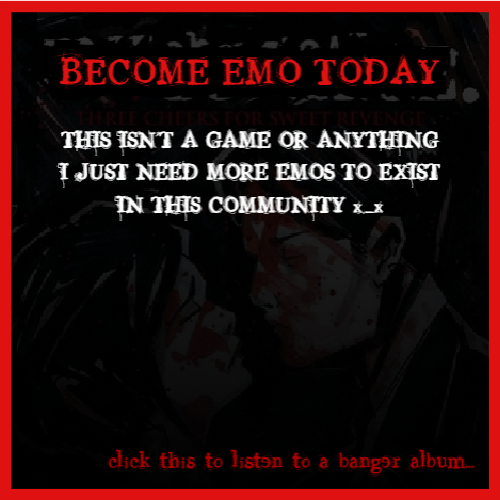 BECOME EMO TODAY
THREE CHEERS FOR SWEET REVENGE
THIS ISN'T A GAME OR ANYTHING
I JUST NEED MORE EMOS TO EXIST
IN THIS COMMUNITY x_x
click this to listen to a banger album...